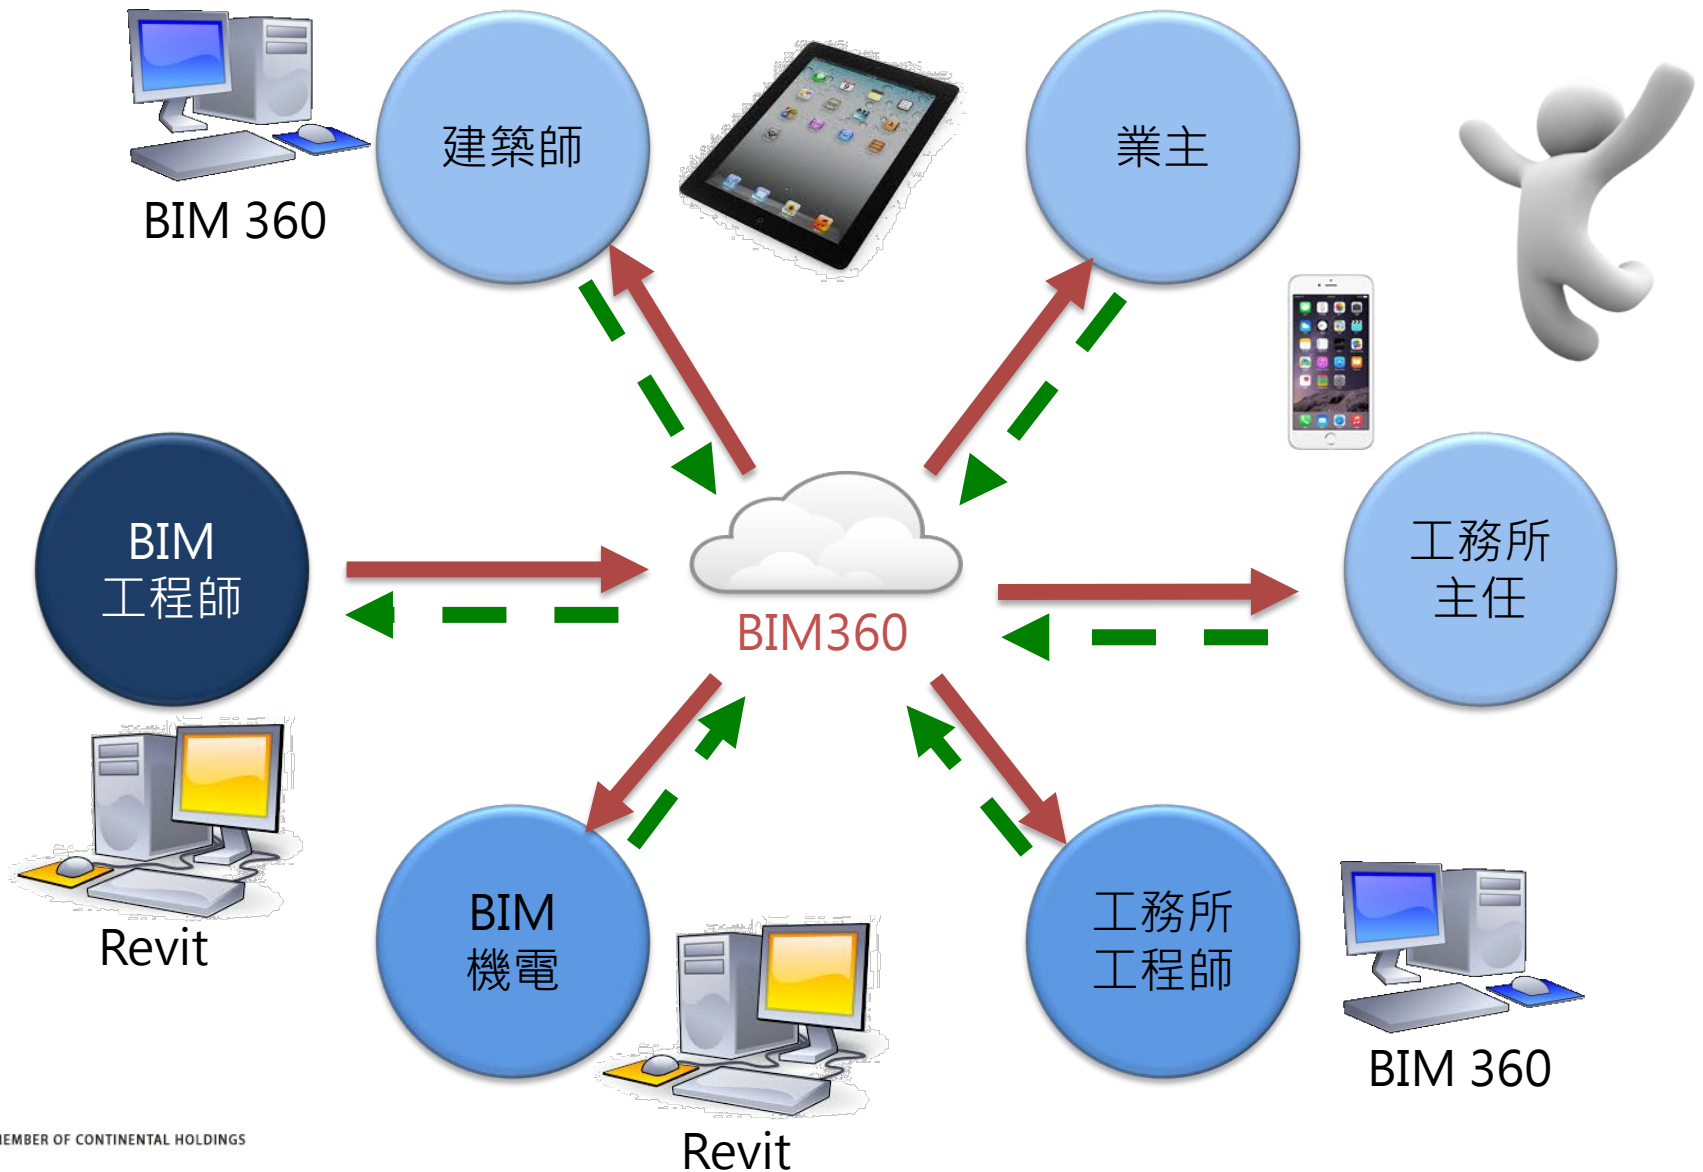 BIM 360
建築師
業主
BIM
工程師
BIM360
工務所
主任
Revit
BIM
機電
Revit
工務所
工程師
BIM 360
MEMBER OF CONTINENTAL HOLDINGS